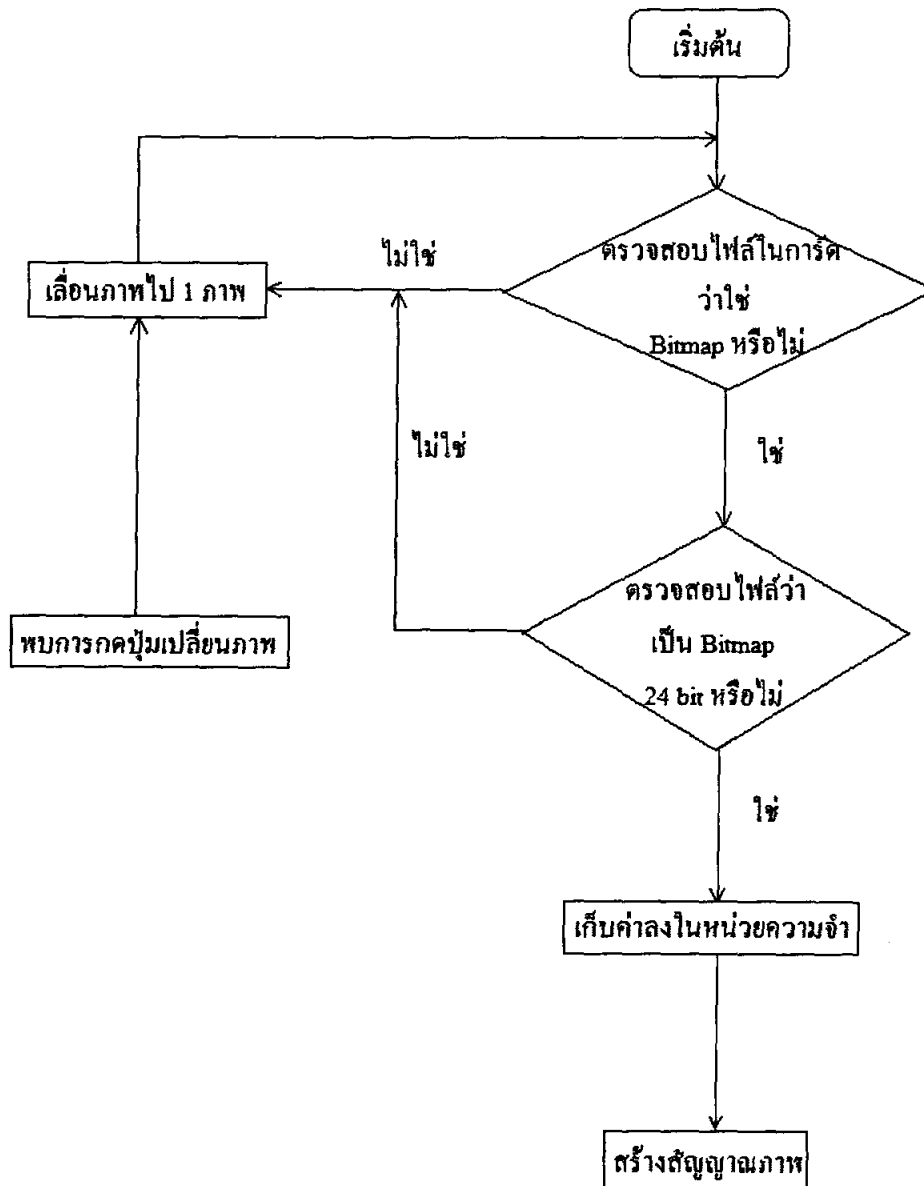 เริ่มต้น
ตรวจสอบไฟล์ในการ์ด
ว่าใช่
Bitmap หรือไม่
ไม่ใช่
เลื่อนภาพไป 1 ภาพ
ใช่
ไม่ใช่
ตรวจสอบไฟล์ว่า
เป็น Bitmap
24 bit หรือไม่
พบการกดปุ่มเปลี่ยนภาพ
ใช่
เก็บค่าลงในหน่วยความจำ
สร้างสัญญาณภาพ